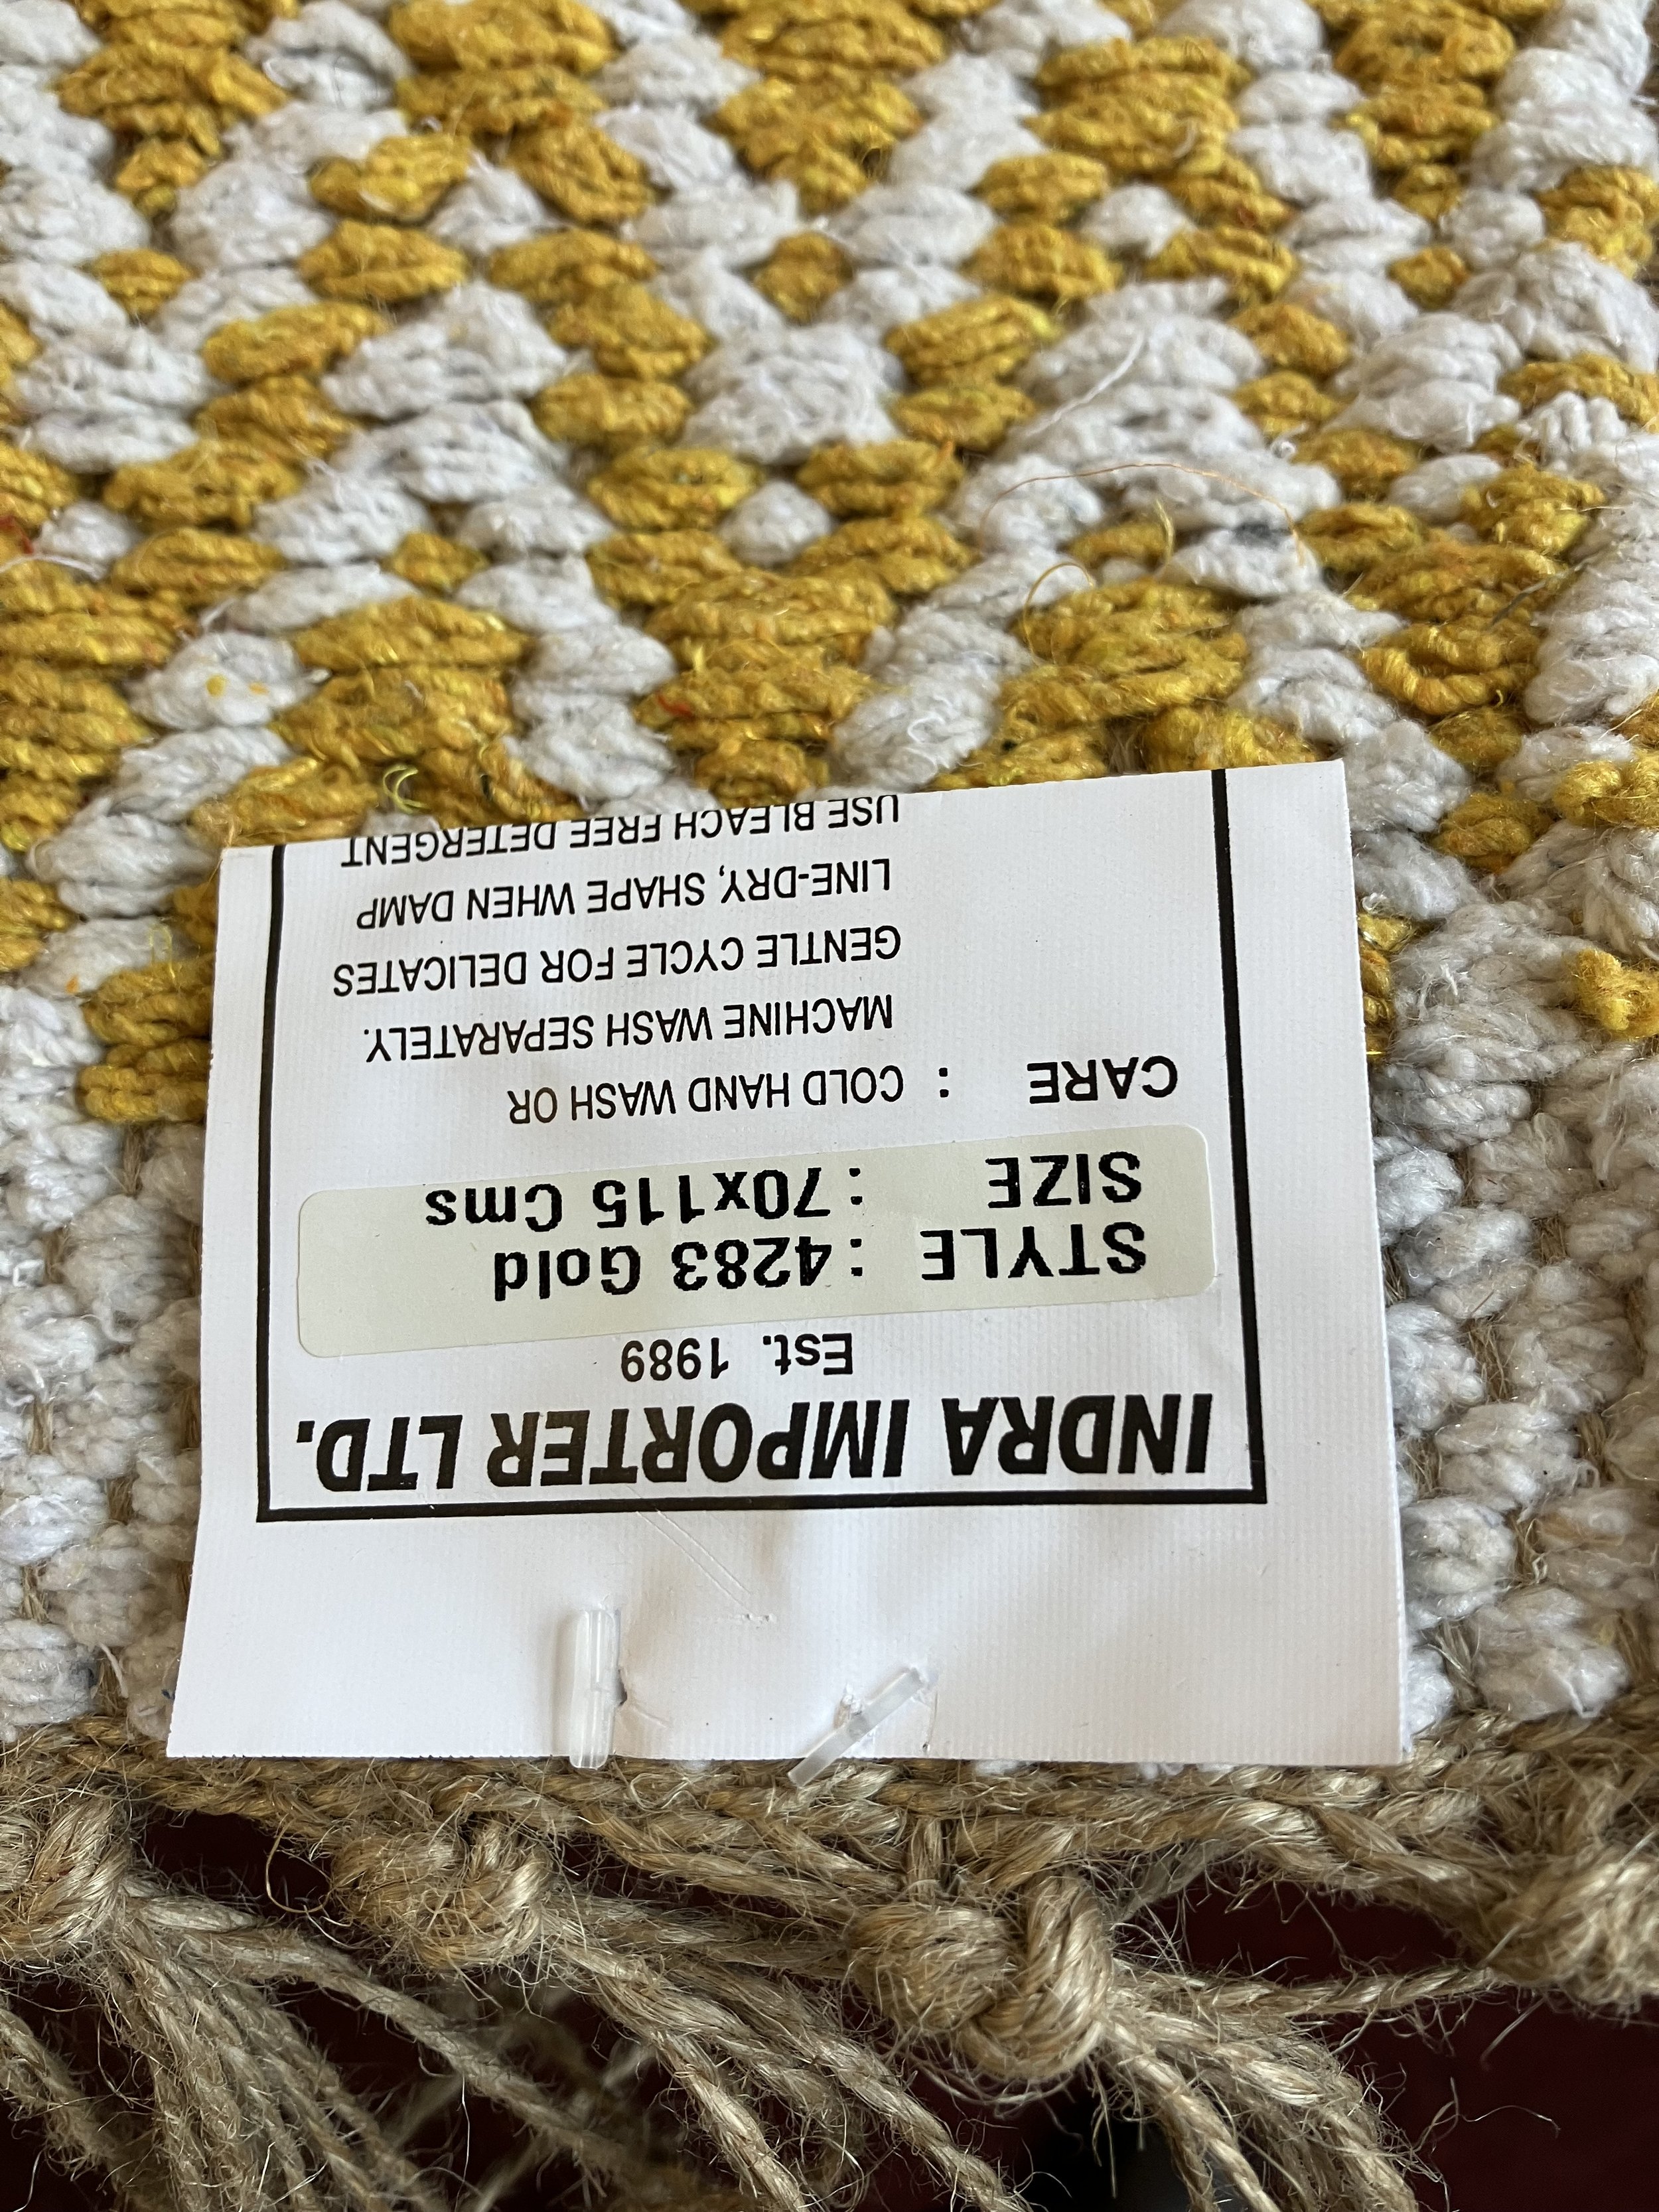 INDRA IMPORTER LTD.
Est. 1989
STYLE : 4283 Gold
SIZE : 70x115 Cms
CARE : COLD HAND WASH OR
MACHINE WASH SEPARATELY.
GENTLE CYCLE FOR DELICATES
LINE-DRY, SHAPE WHEN DAMP
USE BLEACH FREE DETERGENT